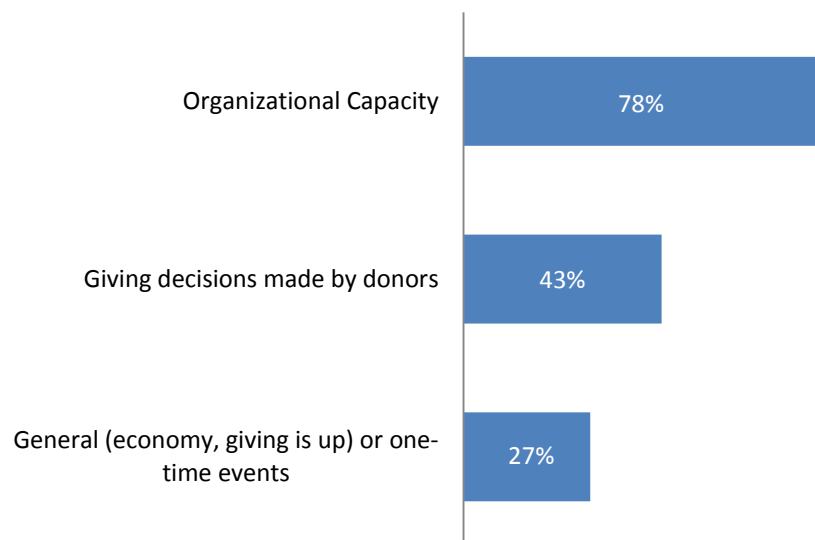 Organizational Capacity
78%
Giving decisions made by donors
43%
General (economy, giving is up) or one-
time events
27%